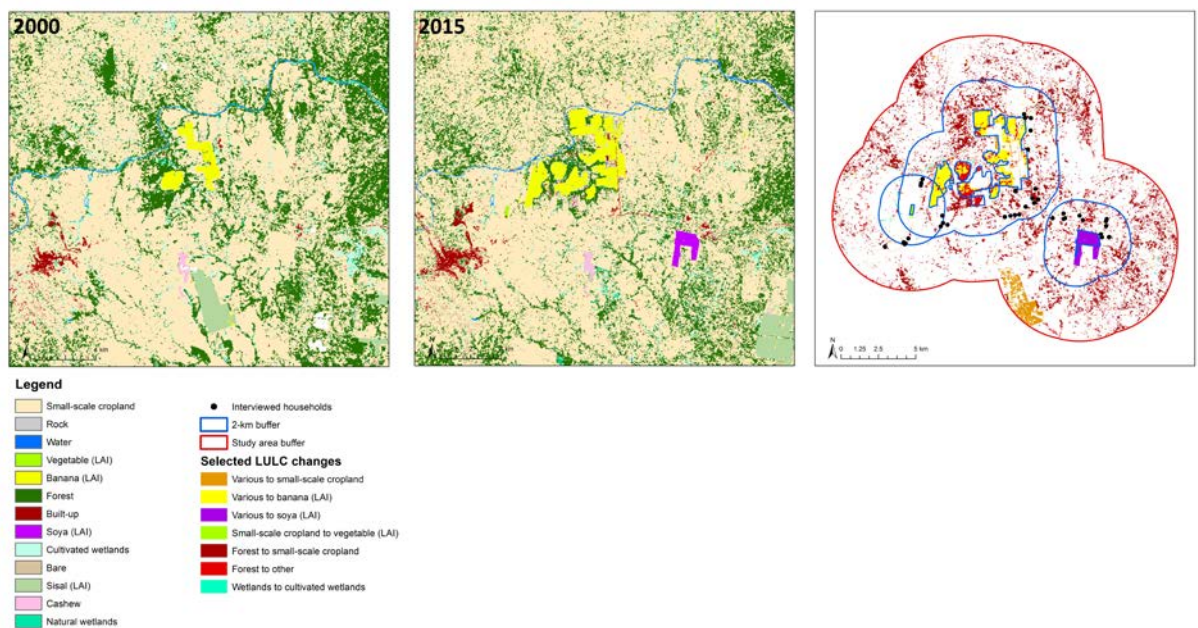 2000
2015
N
km
N
km
N
0 1.25 2.5 5 km
Legend
Small-scale cropland
Rock
Water
Vegetable (LAI)
Banana (LAI)
Forest
Built-up
Soya (LAI)
Cultivated wetlands
Bare
Sisal (LAI)
Cashew
Natural wetlands
Interviewed households
2-km buffer
Study area buffer
Selected LULC changes
Various to small-scale cropland
Various to banana (LAI)
Various to soya (LAI)
Small-scale cropland to vegetable (LAI)
Forest to small-scale cropland
Forest to other
Wetlands to cultivated wetlands